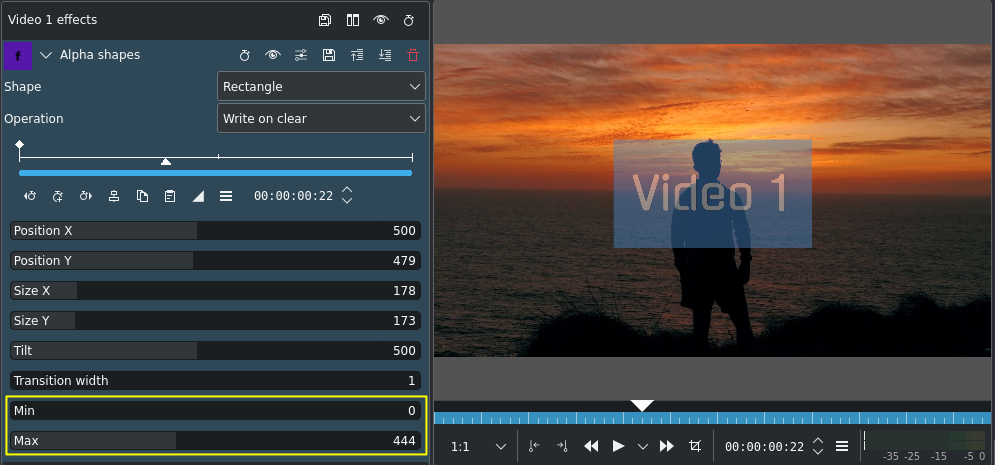 Video 1 effects
f
Alpha shapes
Shape
Rectangle
Operation
Write on clear
00:00:00:22
Position X 500
Position Y 479
Size X 178
Size Y 173
Tilt 500
Transition width 1
Min 0
Max 444
Video 1
1:1
00:00:00:22
-35 -25 -15 -5 0